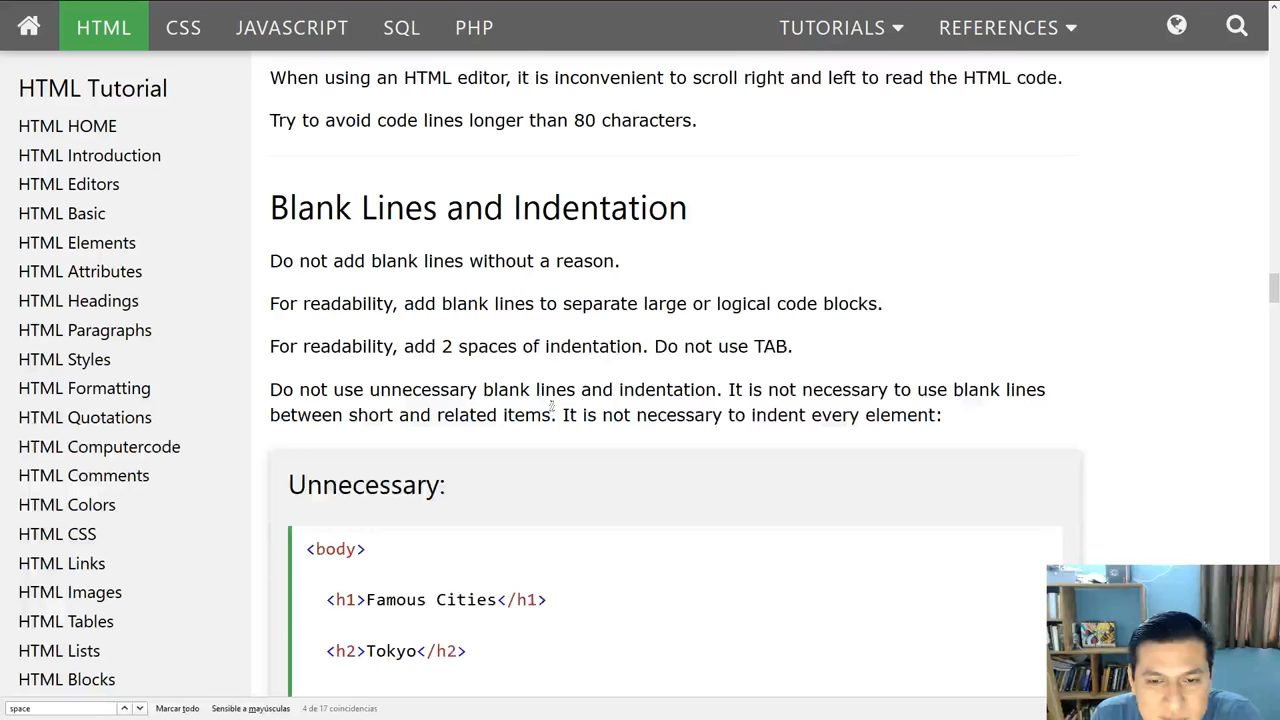 HTML CSS JAVASCRIPT SQL PHP TUTORIALS REFERENCES
HTML Tutorial
HTML HOME
HTML Introduction
HTML Editors
HTML Basic
HTML Elements
HTML Attributes
HTML Headings
HTML Paragraphs
HTML Styles
HTML Formatting
HTML Quotations
HTML Computercode
HTML Comments
HTML Colors
HTML CSS
HTML Links
HTML Images
HTML Tables
HTML Lists
HTML Blocks
When using an HTML editor, it is inconvenient to scroll right and left to read the HTML code.
Try to avoid code lines longer than 80 characters.
Blank Lines and Indentation
Do not add blank lines without a reason.
For readability, add blank lines to separate large or logical code blocks.
For readability, add 2 spaces of indentation. Do not use TAB.
Do not use unnecessary blank lines and indentation. It is not necessary to use blank lines
between short and related items. It is not necessary to indent every element:
Unnecessary:
<body>
<h1>Famous Cities</h1>
<h2>Tokyo</h2>
space Marcar todo Sensible a mayúsculas 4 de 17 coincidencias